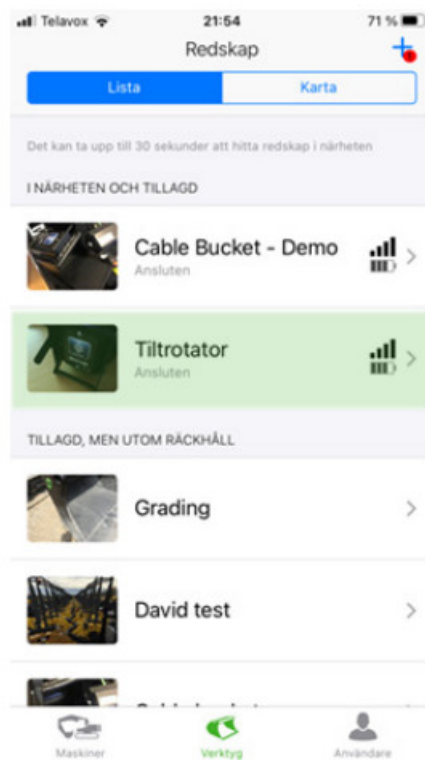 Telavox 21:54 71 %
Redskap
Lista Karta
Det kan ta upp till 30 sekunder att hitta redskap i närheten
I NÄRHETEN OCH TILLAGD
Cable Bucket - Demo
Ansluten
Tiltrotator
Ansluten
TILLAGD, MEN UTOM RÄCKHÅLL
Grading
David test
Maskiner Verktyg Användare